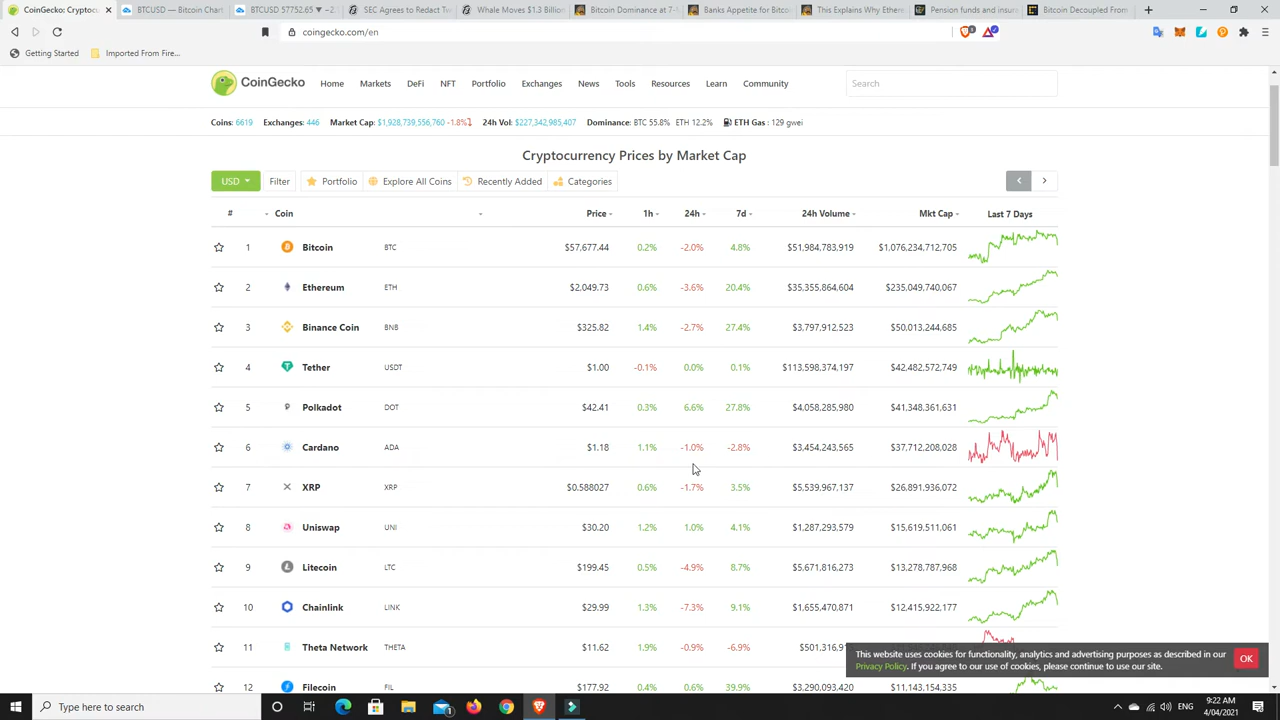 CoinGecko: Cryptoc
BTCUSD — Bitcoin Chart
BTCUSD 57752.65 ▼ −2.
SEC Agrees to Redact Tw
Whale Moves $1.3 Billion
Bitcoin Dominance at 7-
Banks Appetite for Bitco
This Explains Why Ethere
Pension funds and insur
Bitcoin Decoupled From
coingecko.com/en
Getting Started Imported From Fire...
CoinGecko Home Markets DeFi NFT Portfolio Exchanges News Tools Resources Learn Community Search
Coins: 6619 Exchanges: 446 Market Cap: $1,928,739,556,760 -1.8% 24h Vol: $227,342,985,407 Dominance: BTC 55.8% ETH 12.2% ETH Gas : 129 gwei
Cryptocurrency Prices by Market Cap
USD Filter Portfolio Explore All Coins Recently Added Categories
# Coin Price 1h 24h 7d 24h Volume Mkt Cap Last 7 Days
1 Bitcoin BTC $57,677.44 0.2% -2.0% 4.8% $51,984,783,919 $1,076,234,712,705
2 Ethereum ETH $2,049.73 0.6% -3.6% 20.4% $35,355,864,604 $235,049,740,067
3 Binance Coin BNB $325.82 1.4% -2.7% 27.4% $3,797,912,523 $50,013,244,685
4 Tether USDT $1.00 -0.1% 0.0% 0.1% $113,598,374,197 $42,482,572,749
5 Polkadot DOT $42.41 0.3% 6.6% 27.8% $4,058,285,980 $41,348,361,631
6 Cardano ADA $1.18 1.1% -1.0% -2.8% $3,454,243,565 $37,712,208,028
7 XRP XRP $0.588027 0.6% -1.7% 3.5% $5,539,967,137 $26,891,936,072
8 Uniswap UNI $30.20 1.2% 1.0% 4.1% $1,287,293,579 $15,619,511,061
9 Litecoin LTC $199.45 0.5% -4.9% 8.7% $5,671,816,273 $13,278,787,968
10 Chainlink LINK $29.99 1.3% -7.3% 9.1% $1,655,470,871 $12,415,922,177
11 Theta Network THETA $11.62 1.9% -0.9% -6.9% $501,316,9
12 Filecoin FIL $177.92 0.4% 0.6% 39.9% $3,290,093,420 $11,143,154,335
This website uses cookies for functionality, analytics and advertising purposes as described in our
Privacy Policy. If you agree to our use of cookies, please continue to use our site.
OK
Type here to search
9:22 AM
4/04/2021